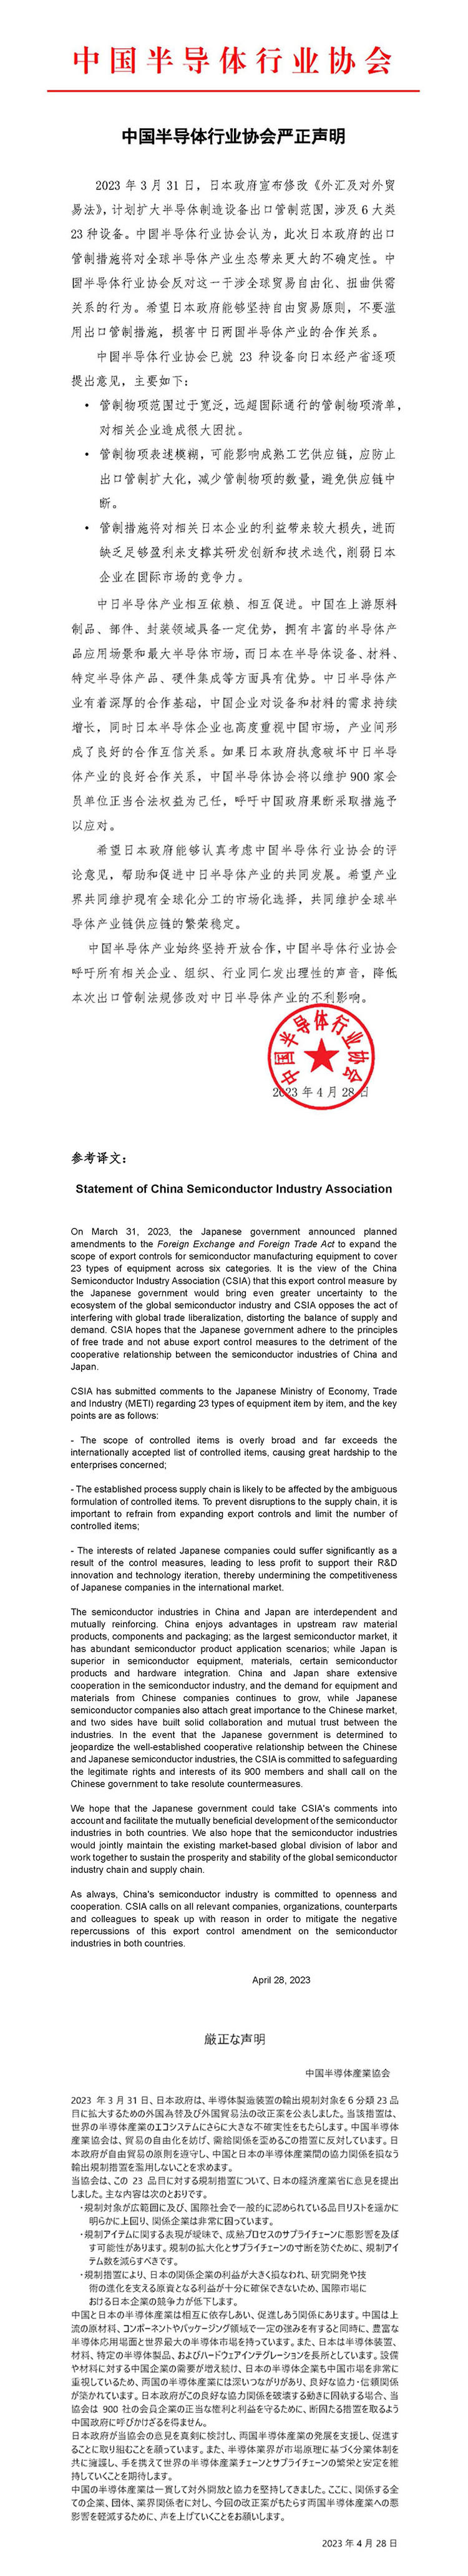 中国半导体行业协会
中国半导体行业协会严正声明
2023 年 3 月 31 日，日本政府宣布修改《外汇及对外贸
易法》，计划扩大半导体制造设备出口管制范围，涉及 6 大类
23 种设备。中国半导体行业协会认为，此次日本政府的出口
管制措施将对全球半导体产业生态带来更大的不确定性。中
国半导体行业协会反对这一干涉全球贸易自由化、扭曲供需
关系的行为。希望日本政府能够坚持自由贸易原则，不要滥
用出口管制措施，损害中日两国半导体产业的合作关系。
中国半导体行业协会已就 23 种设备向日本经产省逐项
提出意见，主要如下：
• 管制物项范围过于宽泛，远超国际通行的管制物项清单，
对相关企业造成很大困扰。
• 管制物项表述模糊，可能影响成熟工艺供应链，应防止
出口管制扩大化，减少管制物项的数量，避免供应链中
断。
• 管制措施将对相关日本企业的利益带来较大损失，进而
缺乏足够盈利来支撑其研发创新和技术迭代，削弱日本
企业在国际市场的竞争力。
中日半导体产业相互依赖、相互促进。中国在上游原料
制品、部件、封装领域具备一定优势，拥有丰富的半导体产
品应用场景和最大半导体市场，而日本在半导体设备、材料、
特定半导体产品、硬件集成等方面具有优势。中日半导体产
业有着深厚的合作基础，中国企业对设备和材料的需求持续
增长，同时日本半导体企业也高度重视中国市场，产业间形
成了良好的合作互信关系。如果日本政府执意破坏中日半导
体产业的良好合作关系，中国半导体协会将以维护 900 家会
员单位正当合法权益为己任，呼吁中国政府果断采取措施予
以应对。
希望日本政府能够认真考虑中国半导体行业协会的评
论意见，帮助和促进中日半导体产业的共同发展。希望产业
界共同维护现有全球化分工的市场化选择，共同维护全球半
导体产业链供应链的繁荣稳定。
中国半导体产业始终坚持开放合作，中国半导体行业协会
呼吁所有相关企业、组织、行业同仁发出理性的声音，降低
本次出口管制法规修改对中日半导体产业的不利影响。
中国半导体行业协会
2023 年 4 月 28 日
参考译文：
Statement of China Semiconductor Industry Association
On March 31, 2023, the Japanese government announced planned
amendments to the Foreign Exchange and Foreign Trade Act to expand the
scope of export controls for semiconductor manufacturing equipment to cover
23 types of equipment across six categories. It is the view of the China
Semiconductor Industry Association (CSIA) that this export control measure by
the Japanese government would bring even greater uncertainty to the
ecosystem of the global semiconductor industry and CSIA opposes the act of
interfering with global trade liberalization, distorting the balance of supply and
demand. CSIA hopes that the Japanese government adhere to the principles
of free trade and not abuse export control measures to the detriment of the
cooperative relationship between the semiconductor industries of China and
Japan.
CSIA has submitted comments to the Japanese Ministry of Economy, Trade
and Industry (METI) regarding 23 types of equipment item by item, and the key
points are as follows:
- The scope of controlled items is overly broad and far exceeds the
internationally accepted list of controlled items, causing great hardship to the
enterprises concerned;
- The established process supply chain is likely to be affected by the ambiguous
formulation of controlled items. To prevent disruptions to the supply chain, it is
important to refrain from expanding export controls and limit the number of
controlled items;
- The interests of related Japanese companies could suffer significantly as a
result of the control measures, leading to less profit to support their R&D
innovation and technology iteration, thereby undermining the competitiveness
of Japanese companies in the international market.
The semiconductor industries in China and Japan are interdependent and
mutually reinforcing. China enjoys advantages in upstream raw material
products, components and packaging; as the largest semiconductor market, it
has abundant semiconductor product application scenarios; while Japan is
superior in semiconductor equipment, materials, certain semiconductor
products and hardware integration. China and Japan share extensive
cooperation in the semiconductor industry, and the demand for equipment and
materials from Chinese companies continues to grow, while Japanese
semiconductor companies also attach great importance to the Chinese market,
and two sides have built solid collaboration and mutual trust between the
industries. In the event that the Japanese government is determined to
jeopardize the well-established cooperative relationship between the Chinese
and Japanese semiconductor industries, the CSIA is committed to safeguarding
the legitimate rights and interests of its 900 members and shall call on the
Chinese government to take resolute countermeasures.
We hope that the Japanese government could take CSIA's comments into
account and facilitate the mutually beneficial development of the semiconductor
industries in both countries. We also hope that the semiconductor industries
would jointly maintain the existing market-based global division of labor and
work together to sustain the prosperity and stability of the global semiconductor
industry chain and supply chain.
As always, China's semiconductor industry is committed to openness and
cooperation. CSIA calls on all relevant companies, organizations, counterparts
and colleagues to speak up with reason in order to mitigate the negative
repercussions of this export control amendment on the semiconductor
industries in both countries.
April 28, 2023
厳正な声明
中国半導体産業協会
2023 年 3 月 31 日、日本政府は、半導体製造装置の輸出規制対象を 6 分類 23 品
目に拡大するための外国為替及び外国貿易法の改正案を公表しました。当該措置は、
世界の半導体産業のエコシステムにさらに大きな不確実性をもたらします。中国半導体
産業協会は、貿易の自由化を妨げ、需給関係を歪めるこの措置に反対しています。日
本政府が自由貿易の原則を遵守し、中国と日本の半導体産業間の協力関係を損なう
輸出規制措置を濫用しないことを求めます。
当協会は、この 23 品目に対する規制措置について、日本の経済産業省に意見を提出
しました。主な内容は次のとおりです。
・規制対象が広範囲に及び、国際社会で一般的に認められている品目リストを遥かに
明らかに上回り、関係企業は非常に困っています。
・規制アイテムに関する表現が曖昧で、成熟プロセスのサプライチェーンに悪影響を及ぼ
す可能性があります。規制の拡大化とサプライチェーンの寸断を防ぐために、規制アイ
テム数を減らすべきです。
・規制措置により、日本の関係企業の利益が大きく損なわれ、研究開発や技
術の進化を支える原資となる利益が十分に確保できないため、国際市場に
おける日本企業の競争力が低下します。
中国と日本の半導体産業は相互に依存しあい、促進しあう関係にあります。中国は上
流の原材料、コンポーネントやパッケージング領域で一定の強みを有すると同時に、豊富な
半導体応用場面と世界最大の半導体市場を持っています。また、日本は半導体装置、
材料、特定の半導体製品、およびハードウェアインテグレーションを長所としています。設備
や材料に対する中国企業の需要が増え続け、日本の半導体企業も中国市場を非常に
重視しているため、両国の半導体産業には深いつながりがあり、良好な協力・信頼関係
が築かれています。日本政府がこの良好な協力関係を破壊する動きに固執する場合、当
協会は 900 社の会員企業の正当な権利と利益を守るために、断固たる措置を取るよう
中国政府に呼びかけざるを得ません。
日本政府が当協会の意見を真剣に検討し、両国半導体産業の発展を支援し、促進す
ることに取り組むことを願っています。また、半導体業界が市場原理に基づく分業体制を
共に擁護し、手を携えて世界の半導体産業チェーンとサプライチェーンの繁栄と安定を維
持していくことを期待します。
中国の半導体産業は一貫して対外開放と協力を堅持してきました。ここに、関係する全
ての企業、団体、業界関係者に対し、今回の改正案がもたらす両国半導体産業への悪
影響を軽減するために、声を上げていくことをお願いします。
2023 年 4 月 28 日